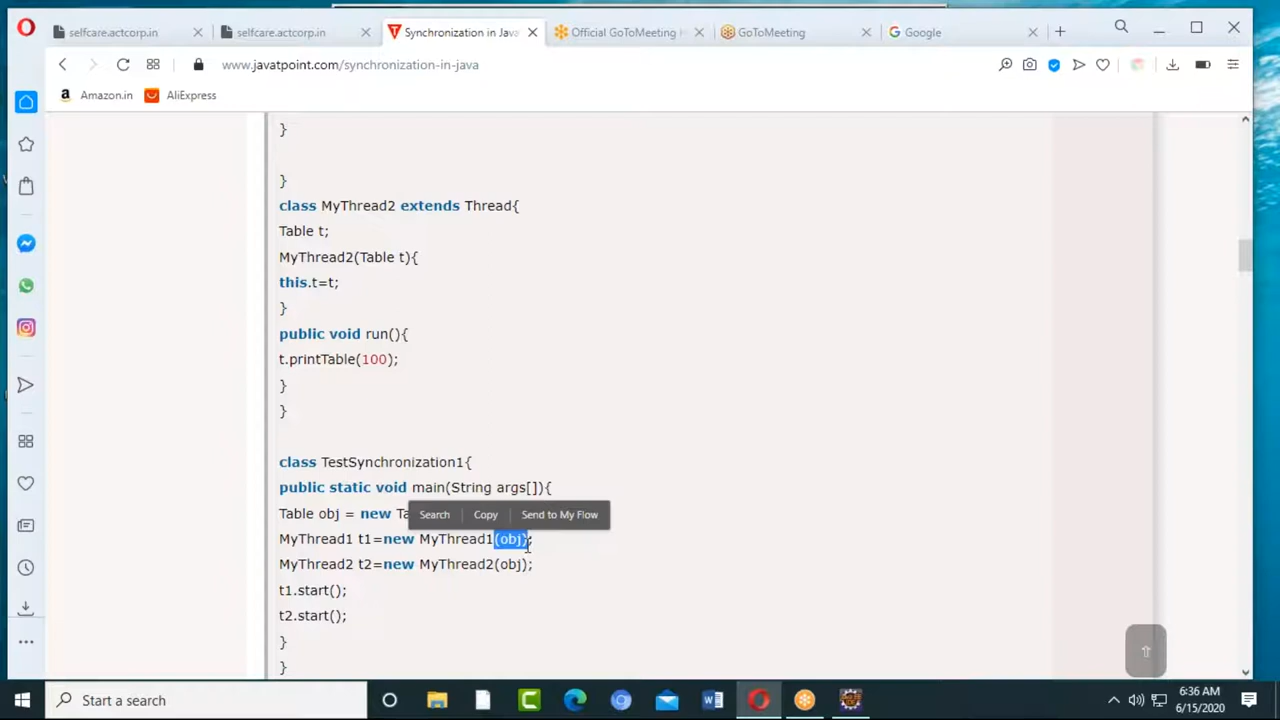 selfcare.actcorp.in
selfcare.actcorp.in
Synchronization in Java
Official GoToMeeting
GoToMeeting
Google
www.javatpoint.com/synchronization-in-java
Amazon.in
AliExpress
}
}
class MyThread2 extends Thread{
Table t;
MyThread2(Table t){
this.t=t;
}
public void run(){
t.printTable(100);
}
}
class TestSynchronization1{
public static void main(String args[]){
Table obj = new Ta
Search Copy Send to My Flow
MyThread1 t1=new MyThread1(obj);
MyThread2 t2=new MyThread2(obj);
t1.start();
t2.start();
}
}
Start a search
6:36 AM
6/15/2020